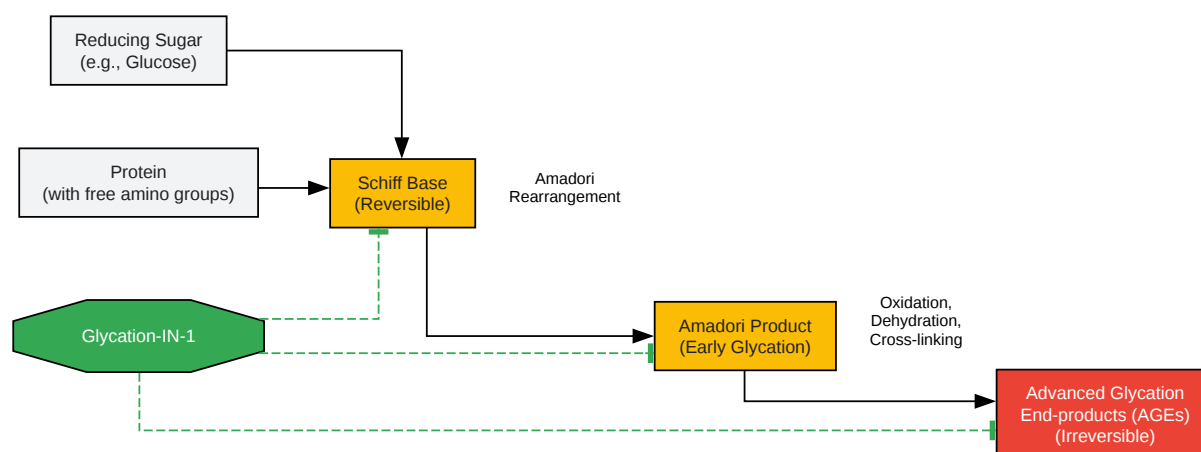 Reducing Sugar
(e.g., Glucose)
Protein
(with free amino groups)
Schiff Base
(Reversible)
Amadori
Rearrangement
Glycation-IN-1
Amadori Product
(Early Glycation)
Oxidation,
Dehydration,
Cross-linking
Advanced Glycation
End-products (AGEs)
(Irreversible)